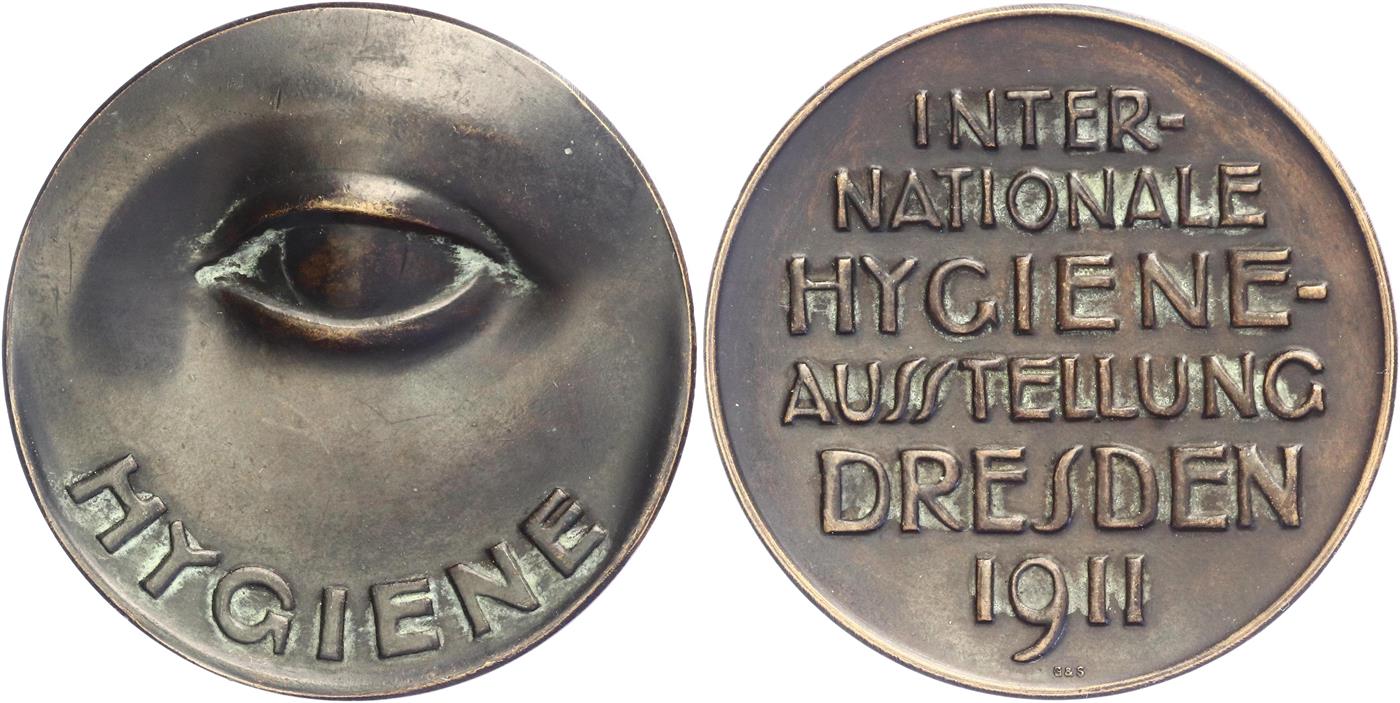 HYGIENE
INTER-
NATIONALE
HYGIENE-
AUSSTELLUNG
DRESDEN
1911
G&S